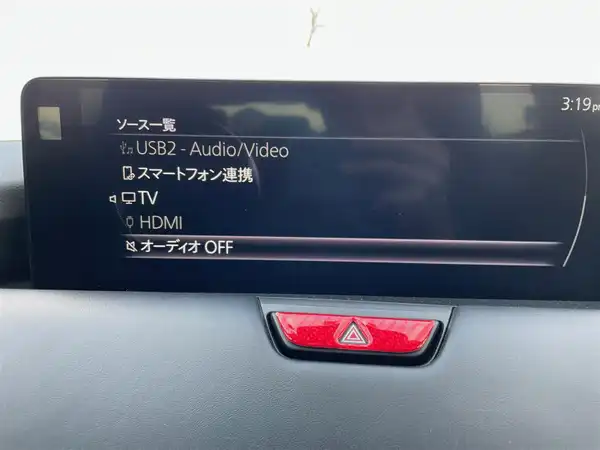 3:19 pm
ソース一覧
USB2 - Audio/Video
スマートフォン連携
TV
HDMI
オーディオ OFF